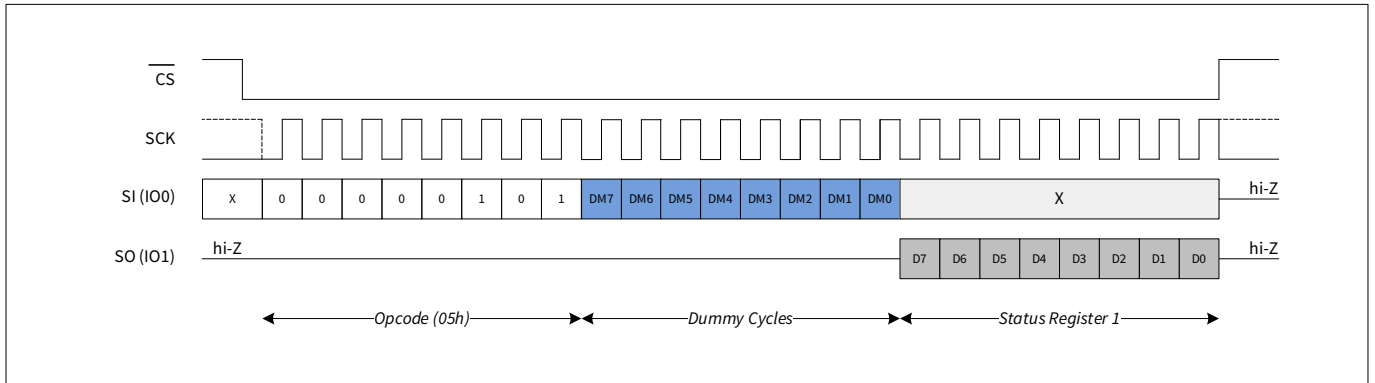 CS
SCK
SI (IO0) X 0 0 0 0 0 1 0 1 DM7 DM6 DM5 DM4 DM3 DM2 DM1 DM0 X hi-Z
SO (IO1) hi-Z D7 D6 D5 D4 D3 D2 D1 D0 hi-Z
Opcode (05h) Dummy Cycles Status Register 1